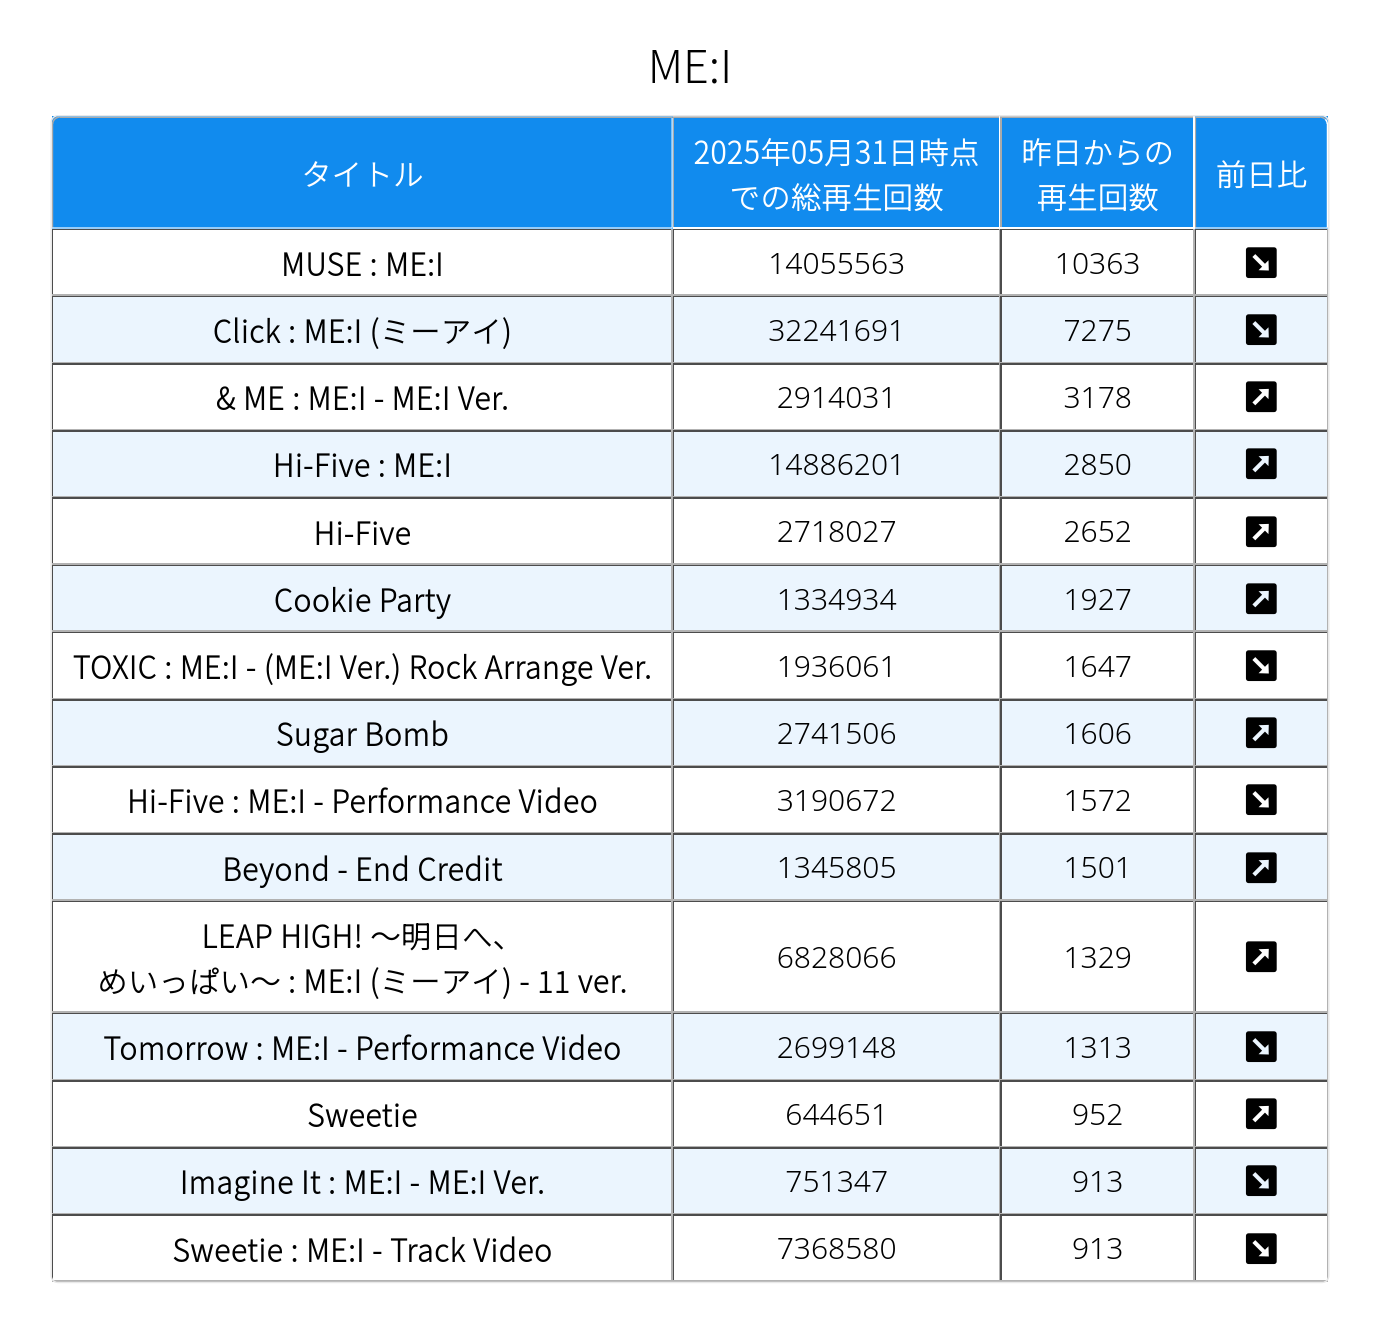 ME:I
タイトル
2025年05月31日時点
での総再生回数
昨日からの
再生回数
前日比
MUSE : ME:I 14055563 10363
Click : ME:I (ミーアイ) 32241691 7275
& ME : ME:I - ME:I Ver. 2914031 3178
Hi-Five : ME:I 14886201 2850
Hi-Five 2718027 2652
Cookie Party 1334934 1927
TOXIC : ME:I - (ME:I Ver.) Rock Arrange Ver. 1936061 1647
Sugar Bomb 2741506 1606
Hi-Five : ME:I - Performance Video 3190672 1572
Beyond - End Credit 1345805 1501
LEAP HIGH! 〜明日へ、
めいっぱい〜 : ME:I (ミーアイ) - 11 ver. 6828066 1329
Tomorrow : ME:I - Performance Video 2699148 1313
Sweetie 644651 952
Imagine It : ME:I - ME:I Ver. 751347 913
Sweetie : ME:I - Track Video 7368580 913